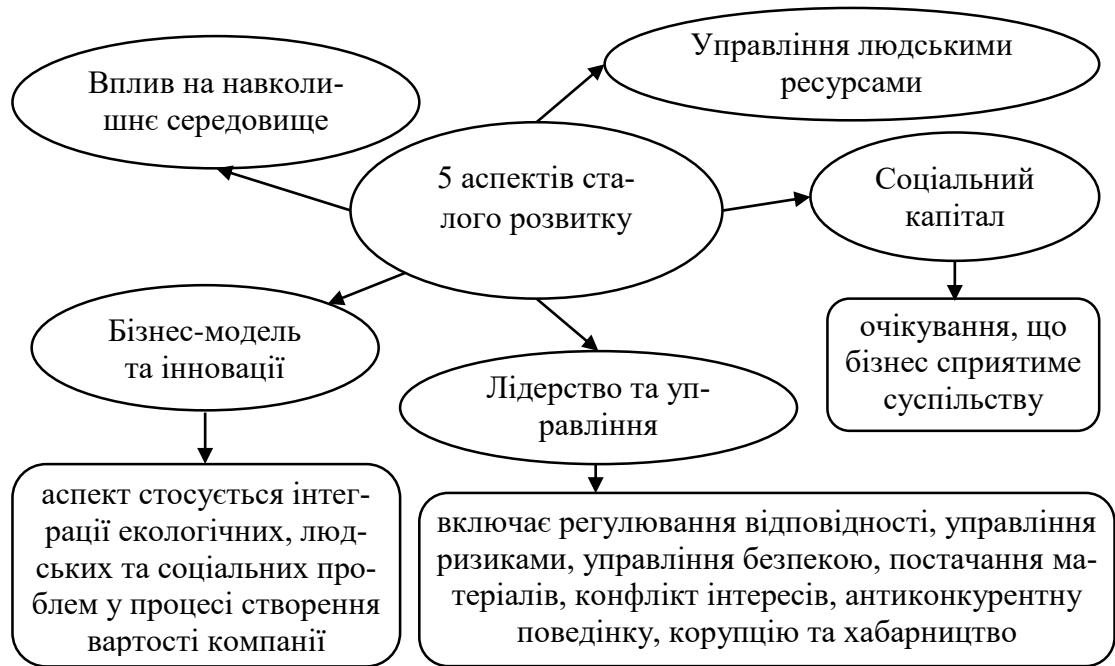 Управління людськими
ресурсами
Вплив на навколи-
шнє середовище
5 аспектів ста-
лого розвитку
Соціальний
капітал
Бізнес-модель
та інновації
очікування, що
бізнес сприятиме
суспільству
Лідерство та уп-
равління
аспект стосується інтег-
рації екологічних, люд-
ських та соціальних про-
блем у процесі створення
вартості компанії
включає регулювання відповідності, управління
ризиками, управління безпекою, постачання ма-
теріалів, конфлікт інтересів, антиконкурентну
поведінку, корупцію та хабарництво